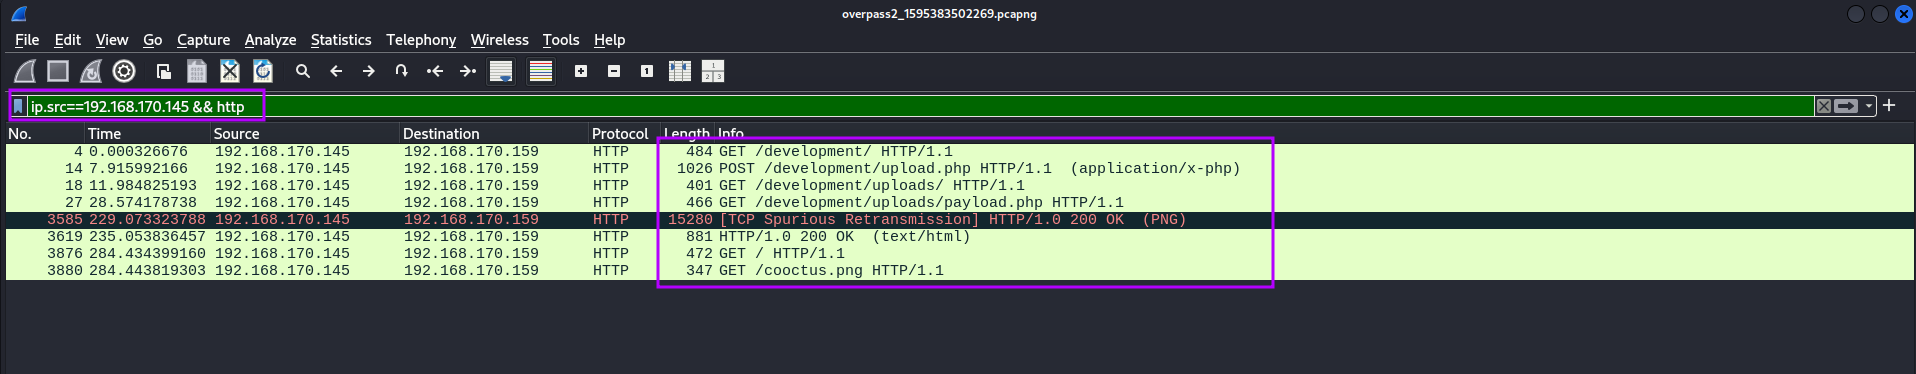 overpass2_1595383502269.pcapng
File Edit View Go Capture Analyze Statistics Telephony Wireless Tools Help
ip.src==192.168.170.145 && http
No. Time Source Destination Protocol Length Info
4 0.000326676 192.168.170.145 192.168.170.159 HTTP 484 GET /development/ HTTP/1.1
14 7.915992166 192.168.170.145 192.168.170.159 HTTP 1026 POST /development/upload.php HTTP/1.1 (application/x-php)
18 11.984825193 192.168.170.145 192.168.170.159 HTTP 401 GET /development/uploads/ HTTP/1.1
27 28.574178738 192.168.170.145 192.168.170.159 HTTP 466 GET /development/uploads/payload.php HTTP/1.1
3585 229.073323788 192.168.170.145 192.168.170.159 HTTP 15280 [TCP Spurious Retransmission] HTTP/1.0 200 OK (PNG)
3619 235.053836457 192.168.170.145 192.168.170.159 HTTP 881 HTTP/1.0 200 OK (text/html)
3876 284.434399160 192.168.170.145 192.168.170.159 HTTP 472 GET / HTTP/1.1
3880 284.443819303 192.168.170.145 192.168.170.159 HTTP 347 GET /cooctus.png HTTP/1.1